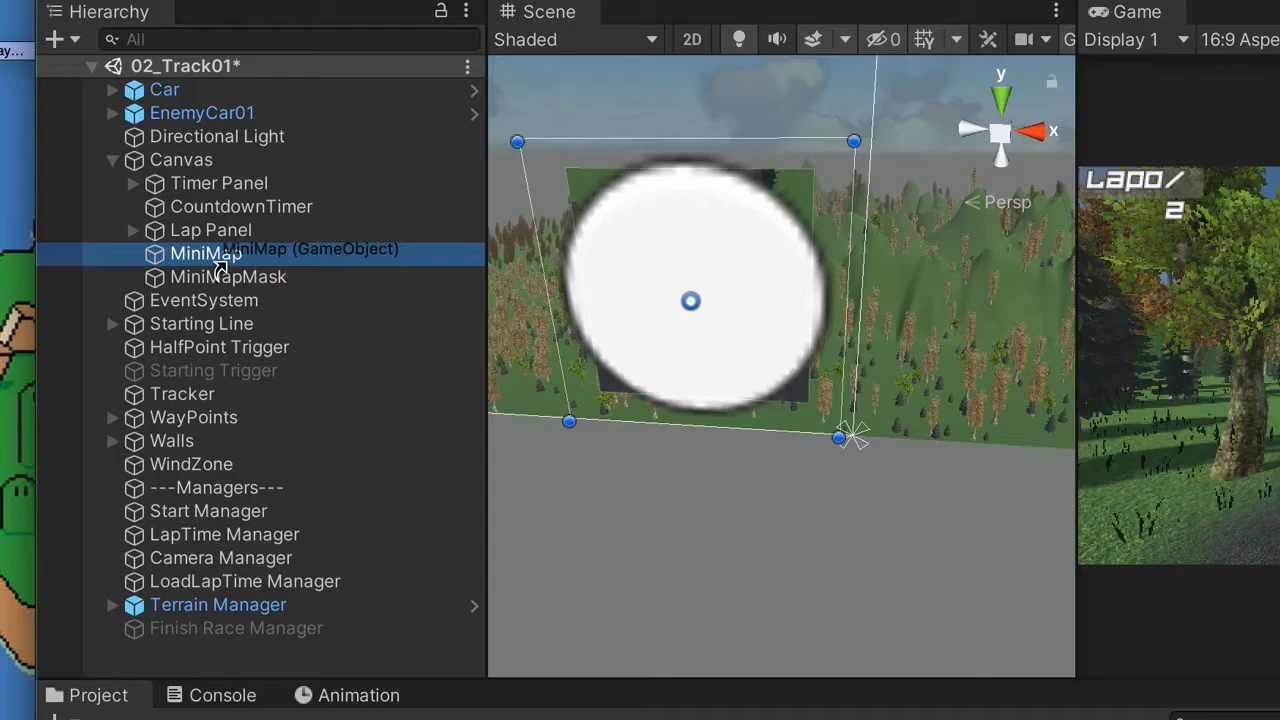 Hierarchy
All
02_Track01*
Car
EnemyCar01
Directional Light
Canvas
Timer Panel
CountdownTimer
Lap Panel
MiniMap
MiniMap (GameObject)
MiniMapMask
EventSystem
Starting Line
HalfPoint Trigger
Starting Trigger
Tracker
WayPoints
Walls
WindZone
---Managers---
Start Manager
LapTime Manager
Camera Manager
LoadLapTime Manager
Terrain Manager
Finish Race Manager
Scene
Shaded
2D
0
G
y
x
Persp
Game
Display 1
16:9 Aspe
Lap0/
2
Project
Console
Animation
ay...